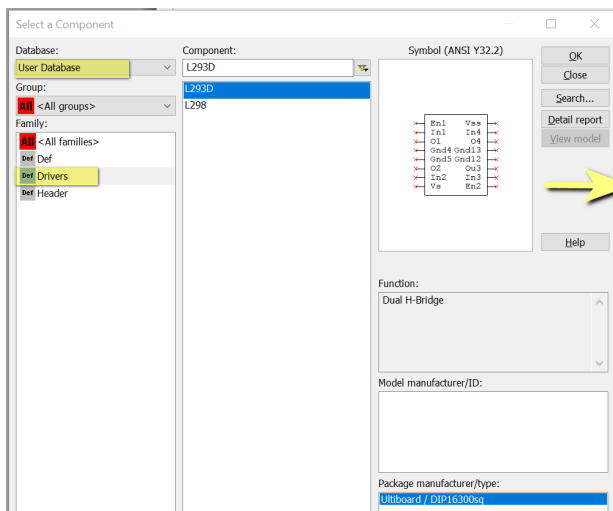 Select a Component
Database:
User Database
Group:
All <All groups>
Family:
All <All families>
Def Def
Def Drivers
Def Header
Component:
L293D
L293D
L298
Symbol (ANSI Y32.2)
En1 Vss
In1 In4
O1 O4
Gnd4 Gnd13
Gnd5 Gnd12
O2 Ou3
In2 In3
Vs En2
OK
Close
Search...
Detail report
View model
Help
Function:
Dual H-Bridge
Model manufacturer/ID:
Package manufacturer/type:
Ultiboard / DIP16300sq